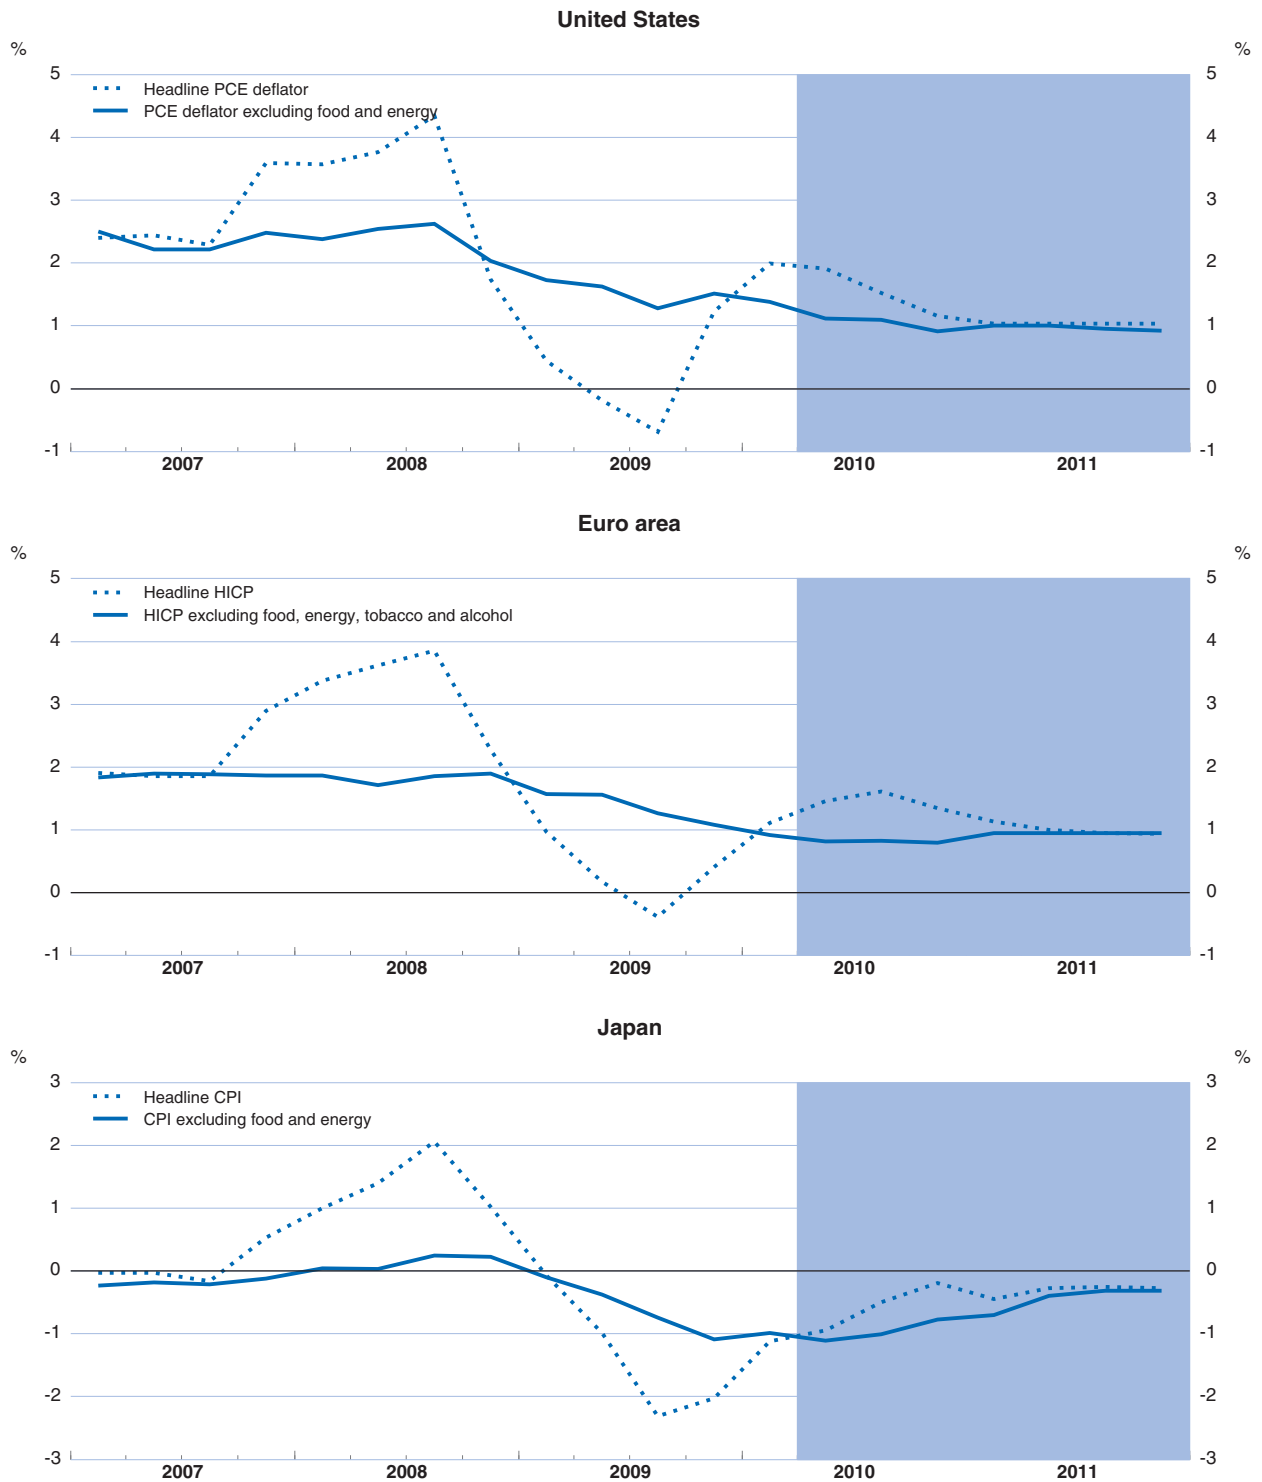 United States
% %
5 5
Headline PCE deflator
PCE deflator excluding food and energy
4 4
3 3
2 2
1 1
0 0
-1 -1
2007 2008 2009 2010 2011
Euro area
% %
5 5
Headline HICP
HICP excluding food, energy, tobacco and alcohol
4 4
3 3
2 2
1 1
0 0
-1 -1
2007 2008 2009 2010 2011
Japan
% %
3 3
Headline CPI
CPI excluding food and energy
2 2
1 1
0 0
-1 -1
-2 -2
-3 -3
2007 2008 2009 2010 2011